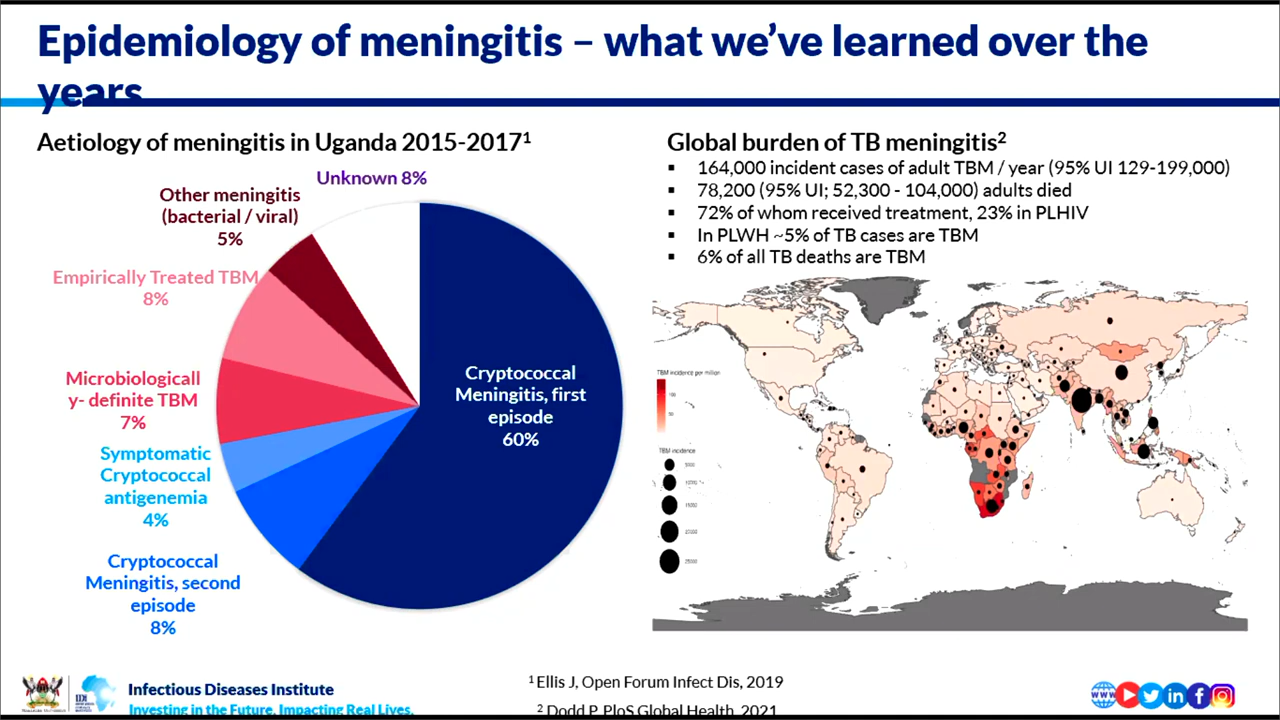 Epidemiology of meningitis – what we’ve learned over the
years
Aetiology of meningitis in Uganda 2015-2017¹
Unknown 8%
Other meningitis
(bacterial / viral)
5%
Empirically Treated TBM
8%
Microbiologicall
y- definite TBM
7%
Symptomatic
Cryptococcal
antigenemia
4%
Cryptococcal
Meningitis, second
episode
8%
Cryptococcal
Meningitis, first
episode
60%
Global burden of TB meningitis²
▪ 164,000 incident cases of adult TBM / year (95% UI 129-199,000)
▪ 78,200 (95% UI; 52,300 - 104,000) adults died
▪ 72% of whom received treatment, 23% in PLHIV
▪ In PLWH ~5% of TB cases are TBM
▪ 6% of all TB deaths are TBM
TBM incidence per million
TBM incidence
Infectious Diseases Institute
Investing in the Future. Impacting Real Lives.
¹ Ellis J, Open Forum Infect Dis, 2019
² Dodd P, PloS Global Health, 2021